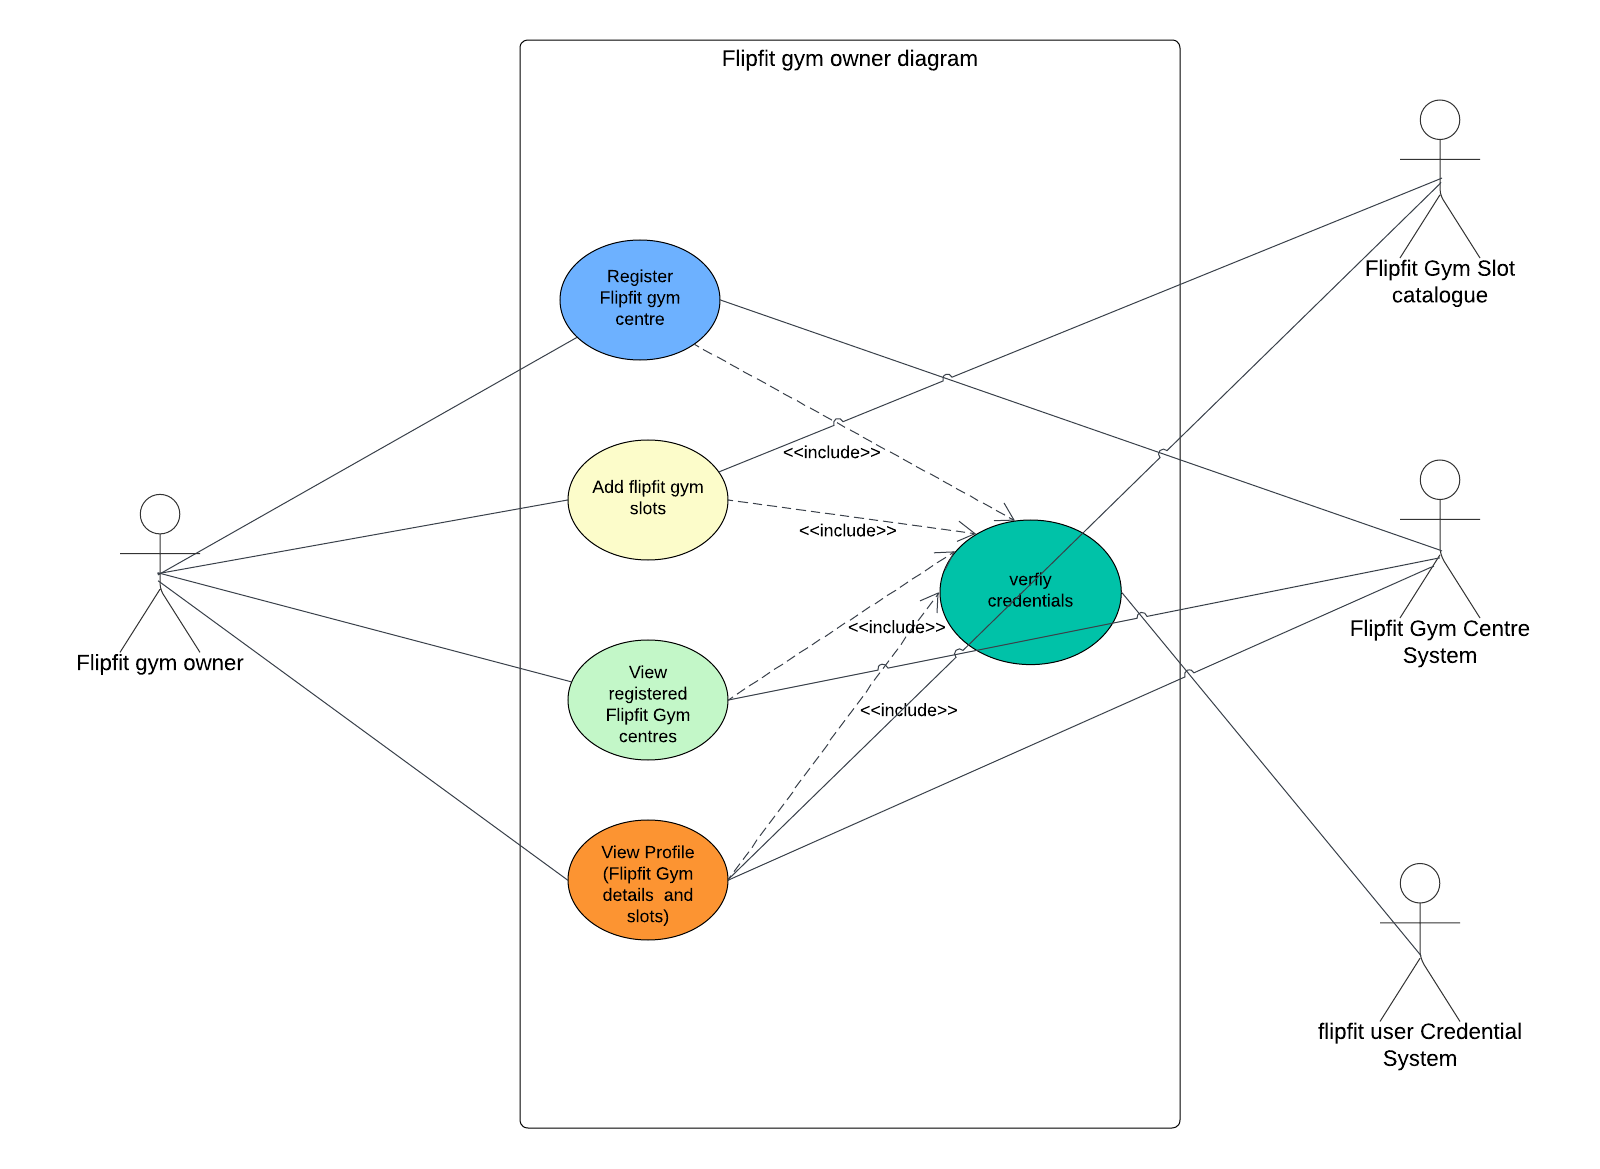 Flipfit gym owner diagram
Flipfit Gym Slot
catalogue
Register
Flipfit gym
centre
<<include>>
Add flipfit gym
slots
<<include>>
verfiy
credentials
<<include>>
Flipfit Gym Centre
System
Flipfit gym owner
View
registered
Flipfit Gym
centres
<<include>>
View Profile
(Flipfit Gym
details  and
slots)
flipfit user Credential
System